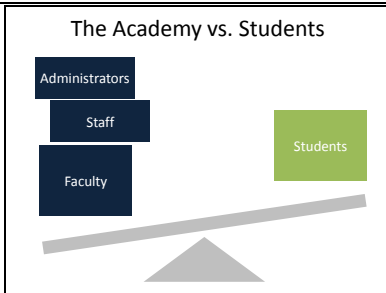 The Academy vs. Students
Administrators
Staff
Faculty
Students